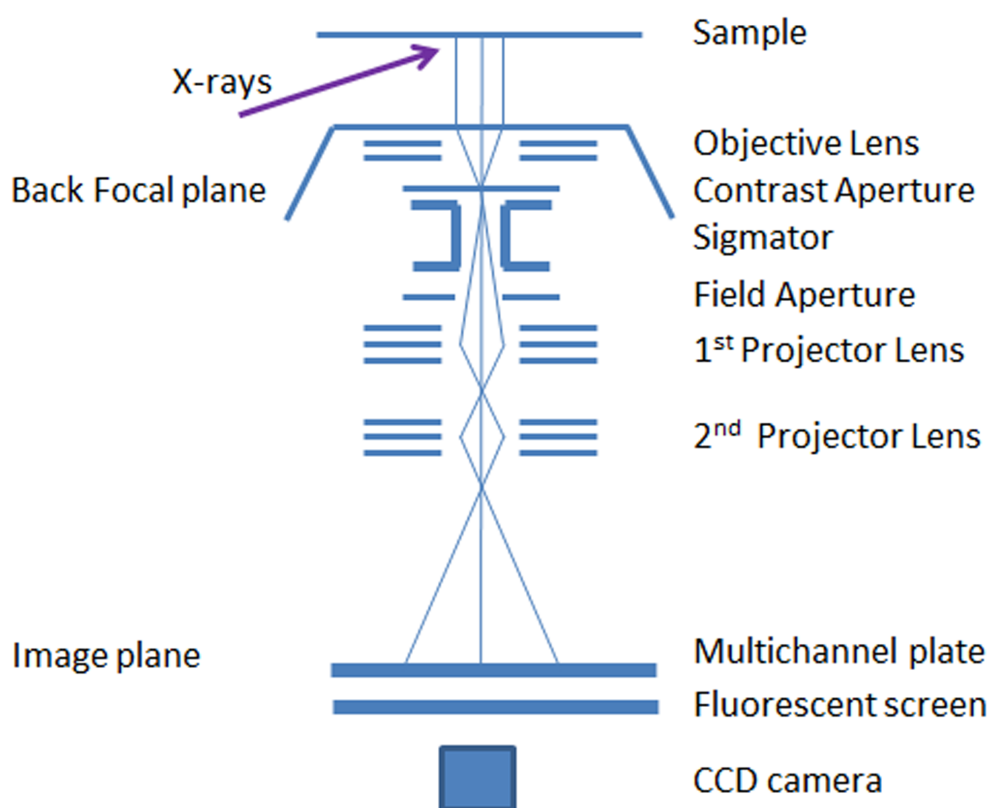 Sample
X-rays
Objective Lens
Back Focal plane
Contrast Aperture
Sigmator
Field Aperture
1st Projector Lens
2nd Projector Lens
Image plane
Multichannel plate
Fluorescent screen
CCD camera